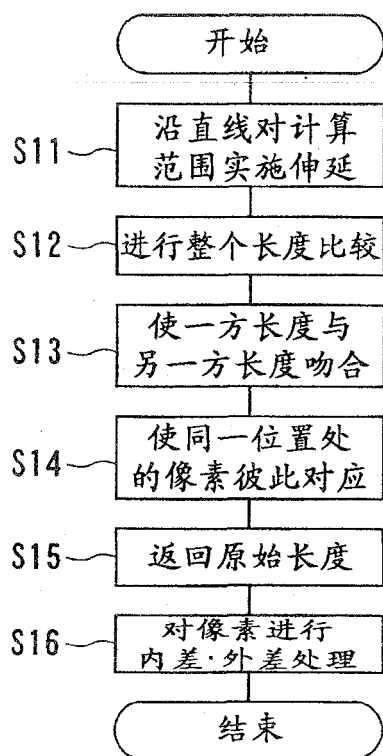 开始
S11
沿直线对计算
范围实施伸延
S12
进行整个长度比较
S13
使一方长度与
另一方长度吻合
S14
使同一位置处
的像素彼此对应
S15
返回原始长度
S16
对像素进行
内差·外差处理
结束